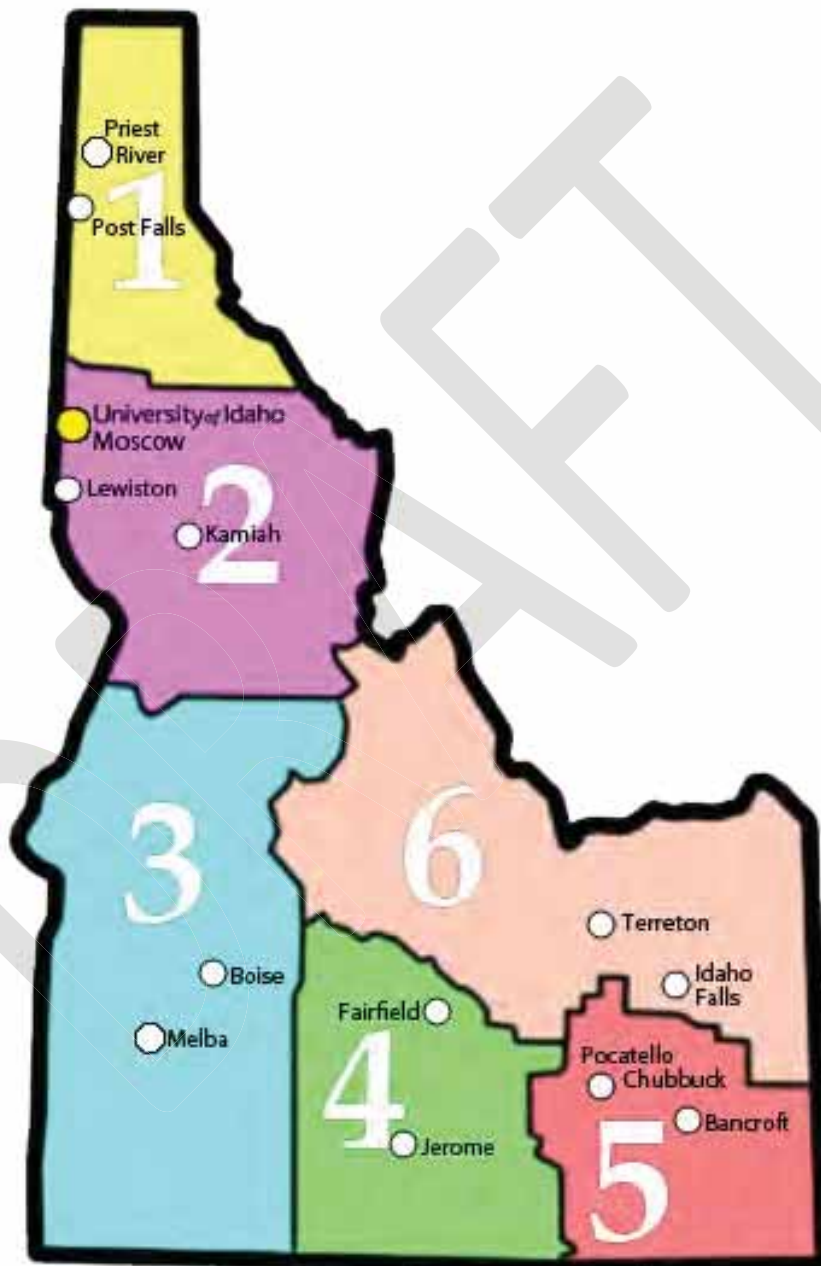 Priest
River
1
Post Falls
University of Idaho
Moscow
Lewiston
2
Kamiah
3
6
Terreton
Boise
Idaho
Falls
Fairfield
Melba
4
Pocatello
Chubbuck
Bancroft
Jerome
5
DRAFT